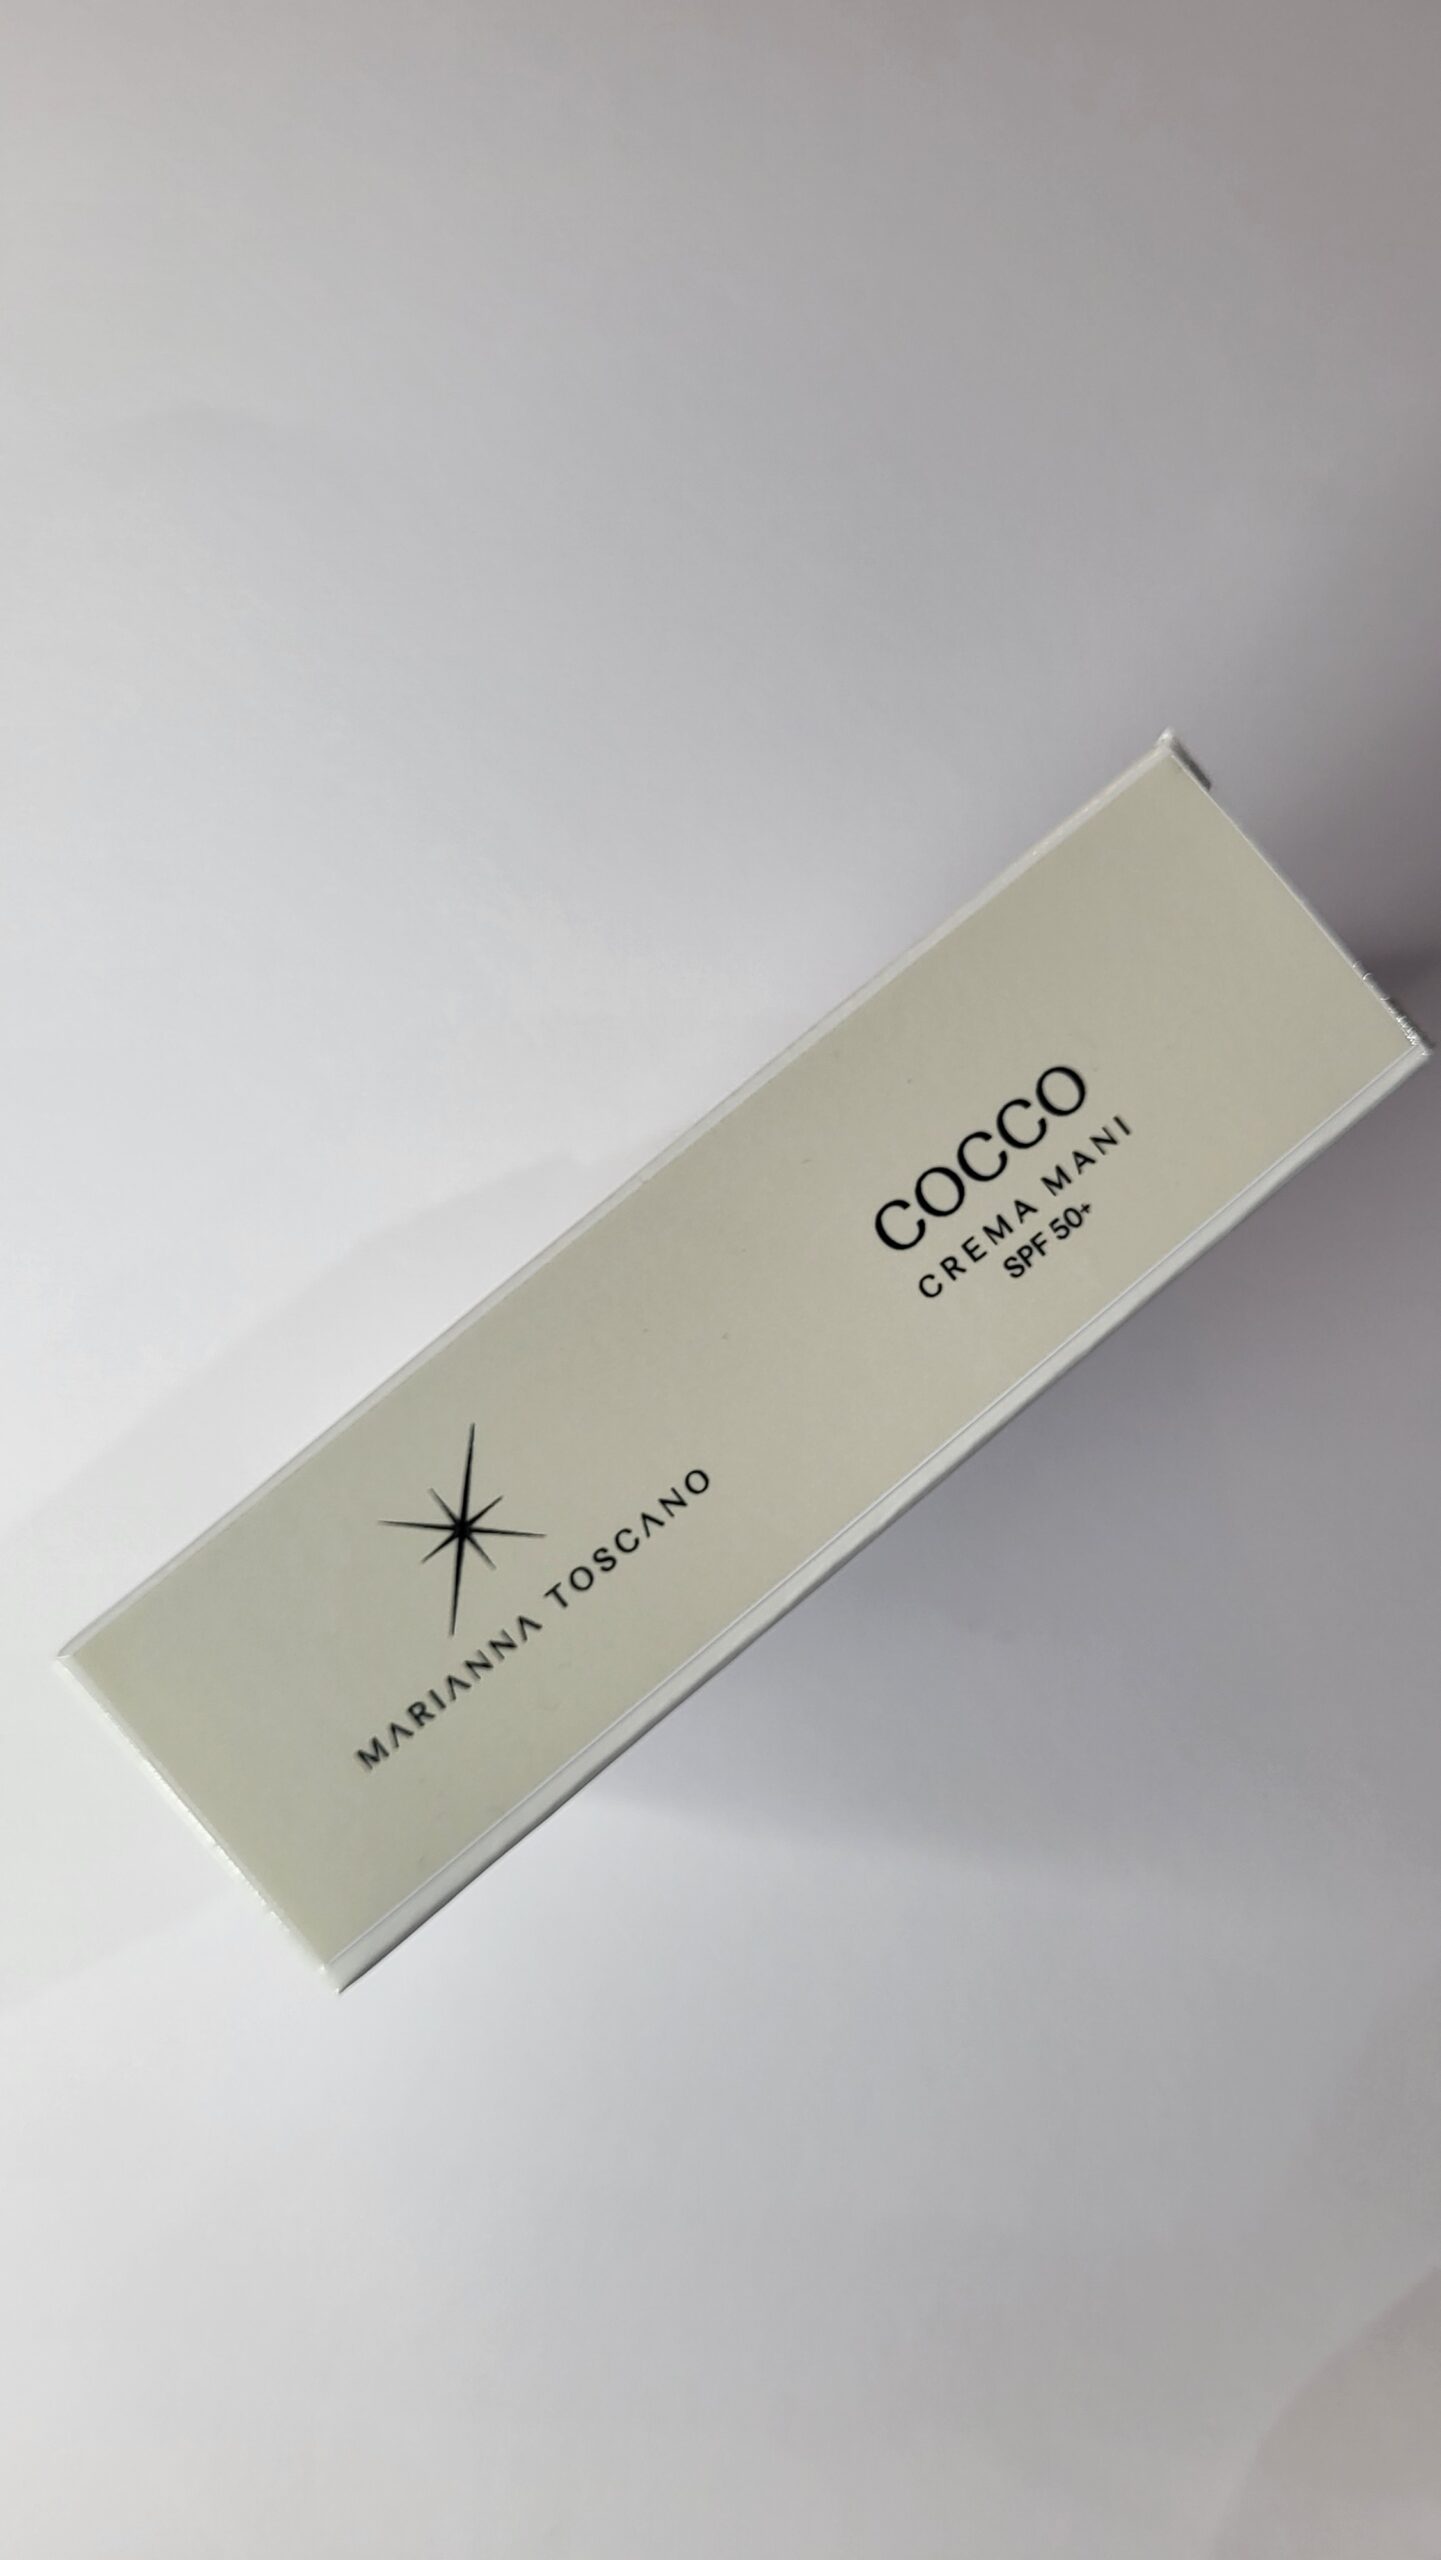 COCCO
CREMA MANI
SPF 50+
MARIANNA TOSCANO